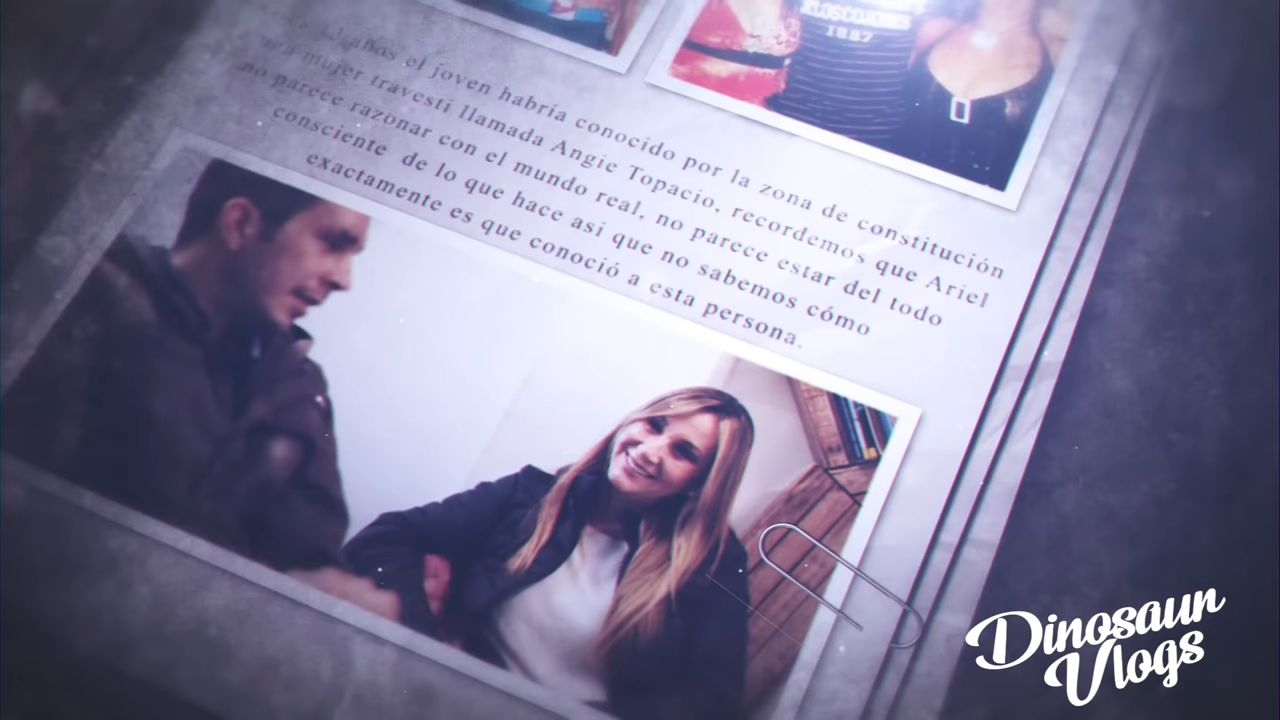 1887
años el joven habría conocido por la zona de constitución
mujer travesti llamada Angie Topacio, recordemos que Ariel
no parece razonar con el mundo real, no parece estar del todo
consciente de lo que hace asi que no sabemos cómo
exactamente es que conoció a esta persona.
Dinosaun
Vlogs